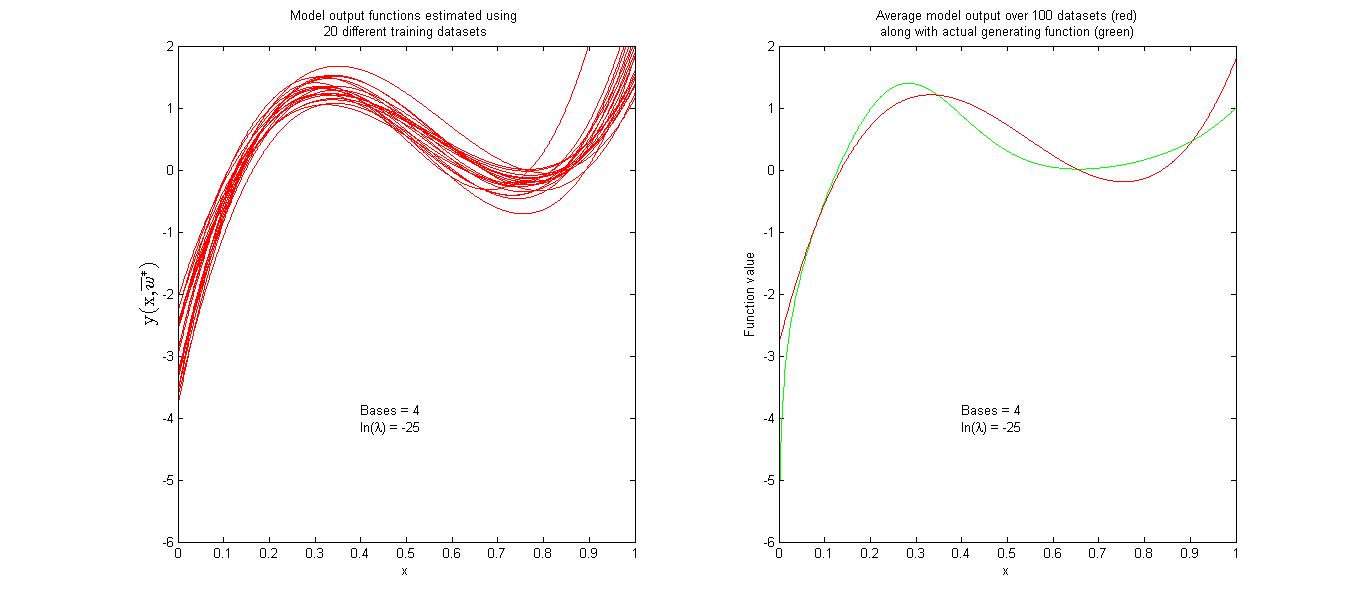 Model output functions estimated using
20 different training datasets
2
1
0
-1
-2
-3
-4
-5
-6
y(x,w̅*)
Bases = 4
ln(λ) = -25
0 0.1 0.2 0.3 0.4 0.5 0.6 0.7 0.8 0.9 1
x
Average model output over 100 datasets (red)
along with actual generating function (green)
2
1
0
-1
-2
-3
-4
-5
-6
Function value
Bases = 4
ln(λ) = -25
0 0.1 0.2 0.3 0.4 0.5 0.6 0.7 0.8 0.9 1
x